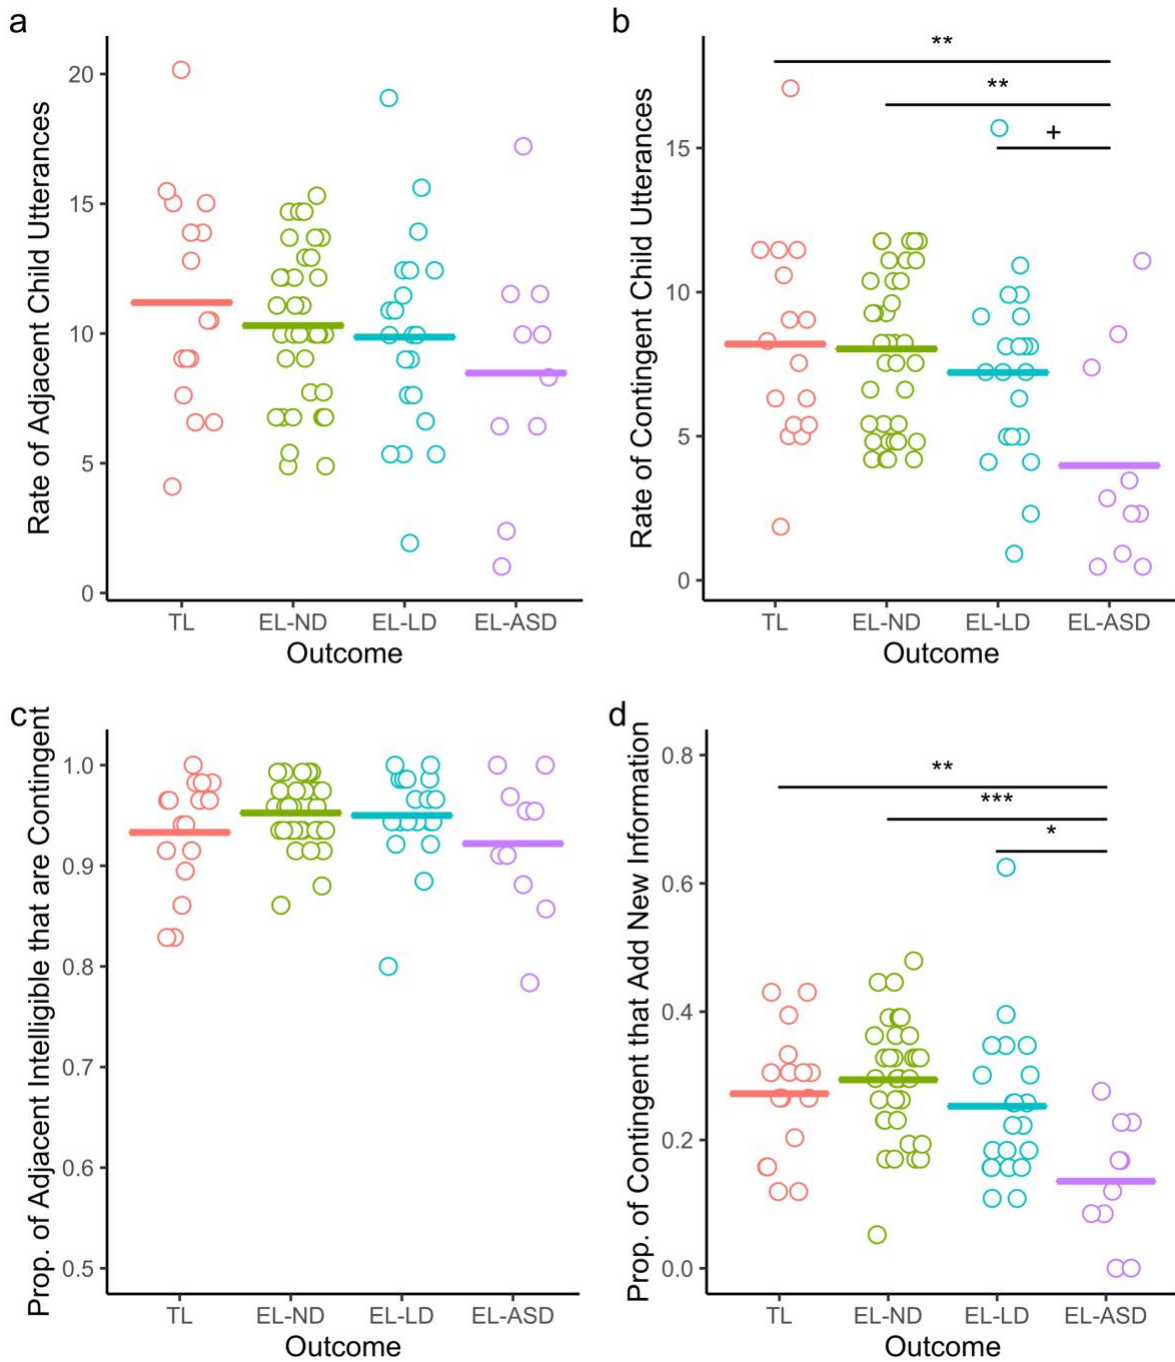 a
Rate of Adjacent Child Utterances
20
15
10
5
0
TL EL-ND EL-LD EL-ASD
Outcome
b
Rate of Contingent Child Utterances
**
**
+
15
10
5
0
TL EL-ND EL-LD EL-ASD
Outcome
c
Prop. of Adjacent Intelligible that are Contingent
1.0
0.9
0.8
0.7
0.6
0.5
TL EL-ND EL-LD EL-ASD
Outcome
d
Prop. of Contingent that Add New Information
**
***
*
0.8
0.6
0.4
0.2
0.0
TL EL-ND EL-LD EL-ASD
Outcome